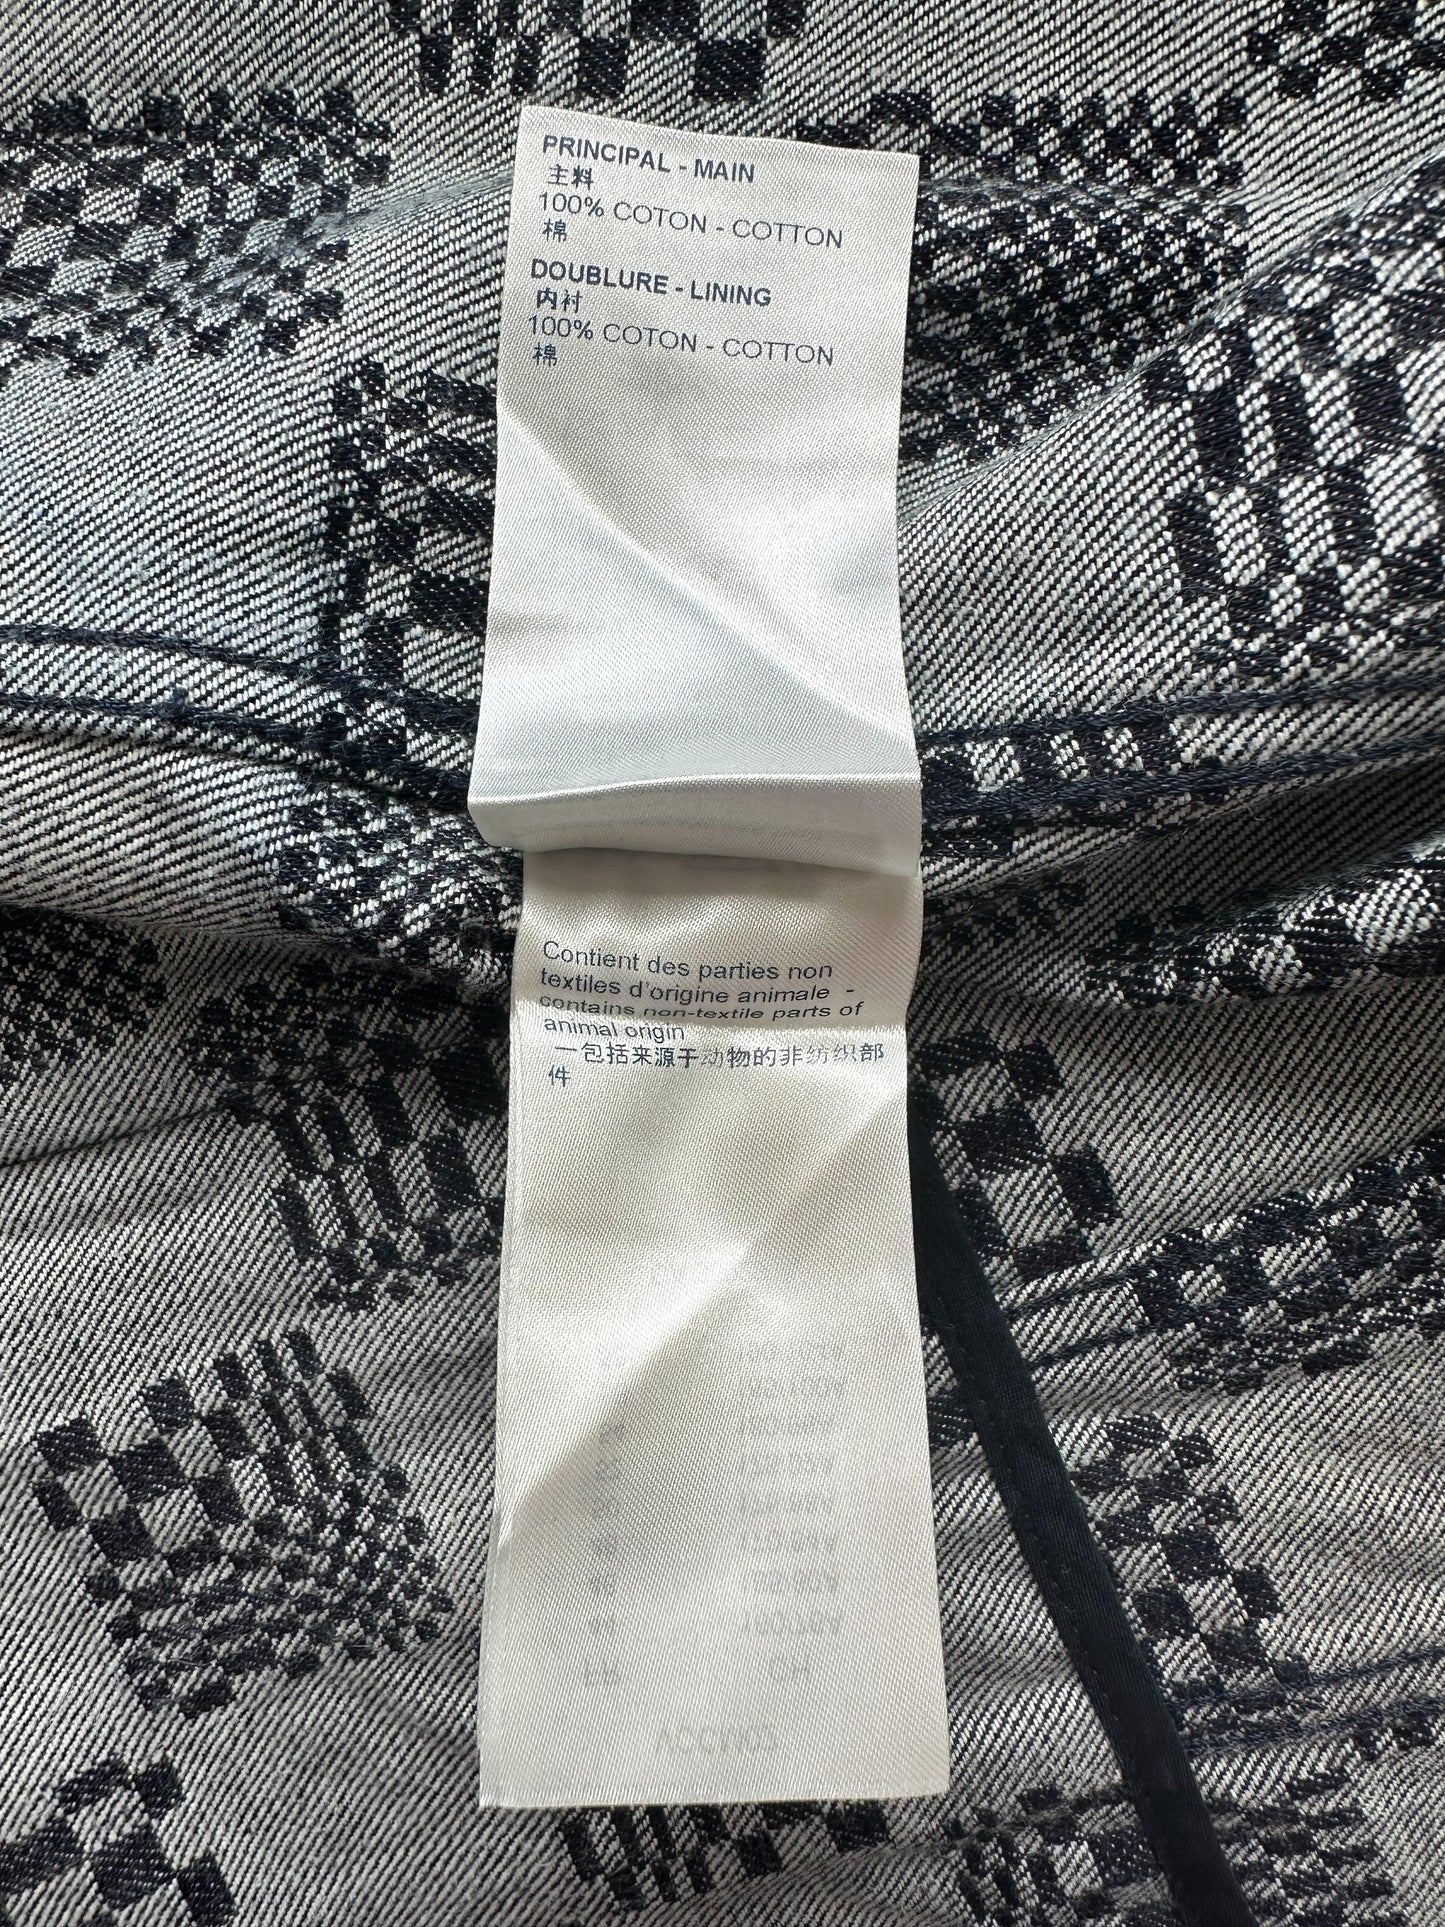 PRINCIPAL - MAIN
主料
100% COTON - COTTON
棉
DOUBLURE - LINING
内衬
100% COTON - COTTON
棉
Contient des parties non
textiles d'origine animale -
contains non-textile parts of
animal origin
一包括来源于动物的非纺织部
件